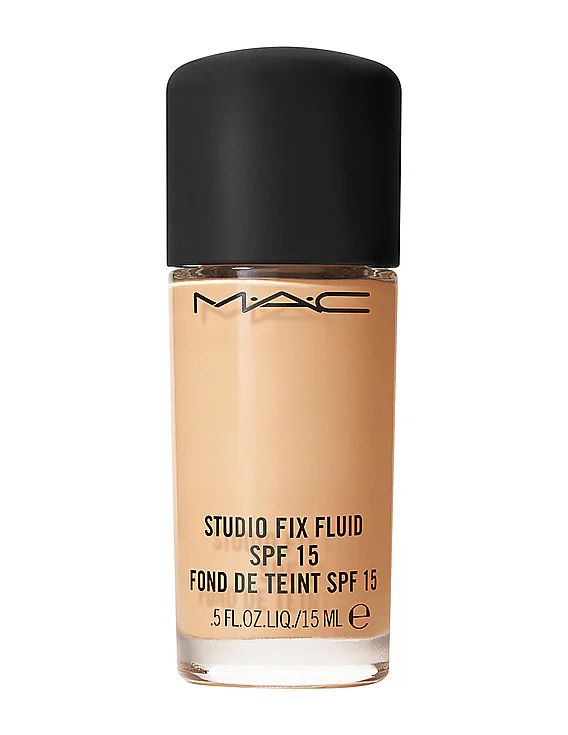 M·A·C
STUDIO FIX FLUID
SPF 15
FOND DE TEINT SPF 15
.5 FL.OZ.LIQ./15 ML ℮